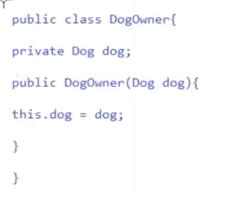 public class DogOwner{
private Dog dog;
public DogOwner(Dog dog){
this.dog = dog;
}
}